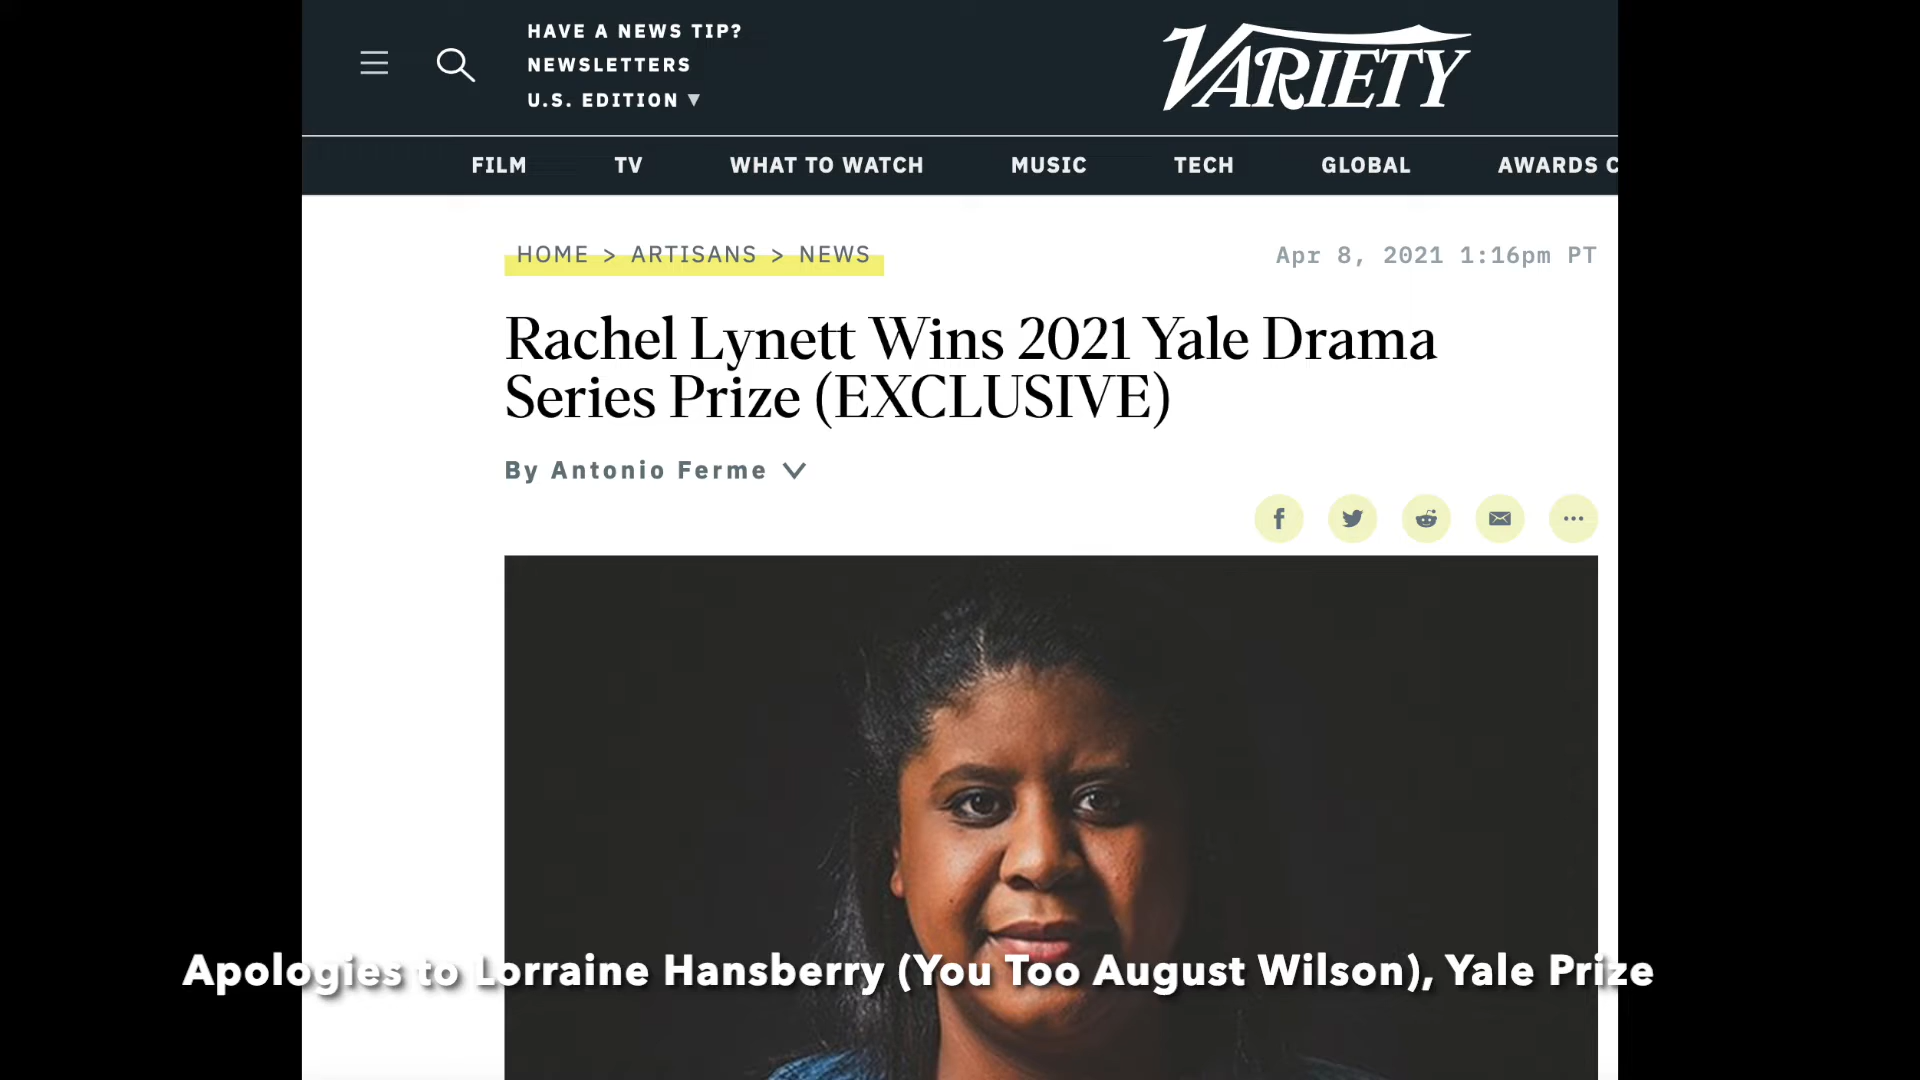 HAVE A NEWS TIP?
NEWSLETTERS
U.S. EDITION ▼
VARIETY
FILM TV WHAT TO WATCH MUSIC TECH GLOBAL AWARDS C
HOME > ARTISANS > NEWS
Apr 8, 2021 1:16pm PT
Rachel Lynett Wins 2021 Yale Drama
Series Prize (EXCLUSIVE)
By Antonio Ferme
Apologies to Lorraine Hansberry (You Too August Wilson), Yale Prize